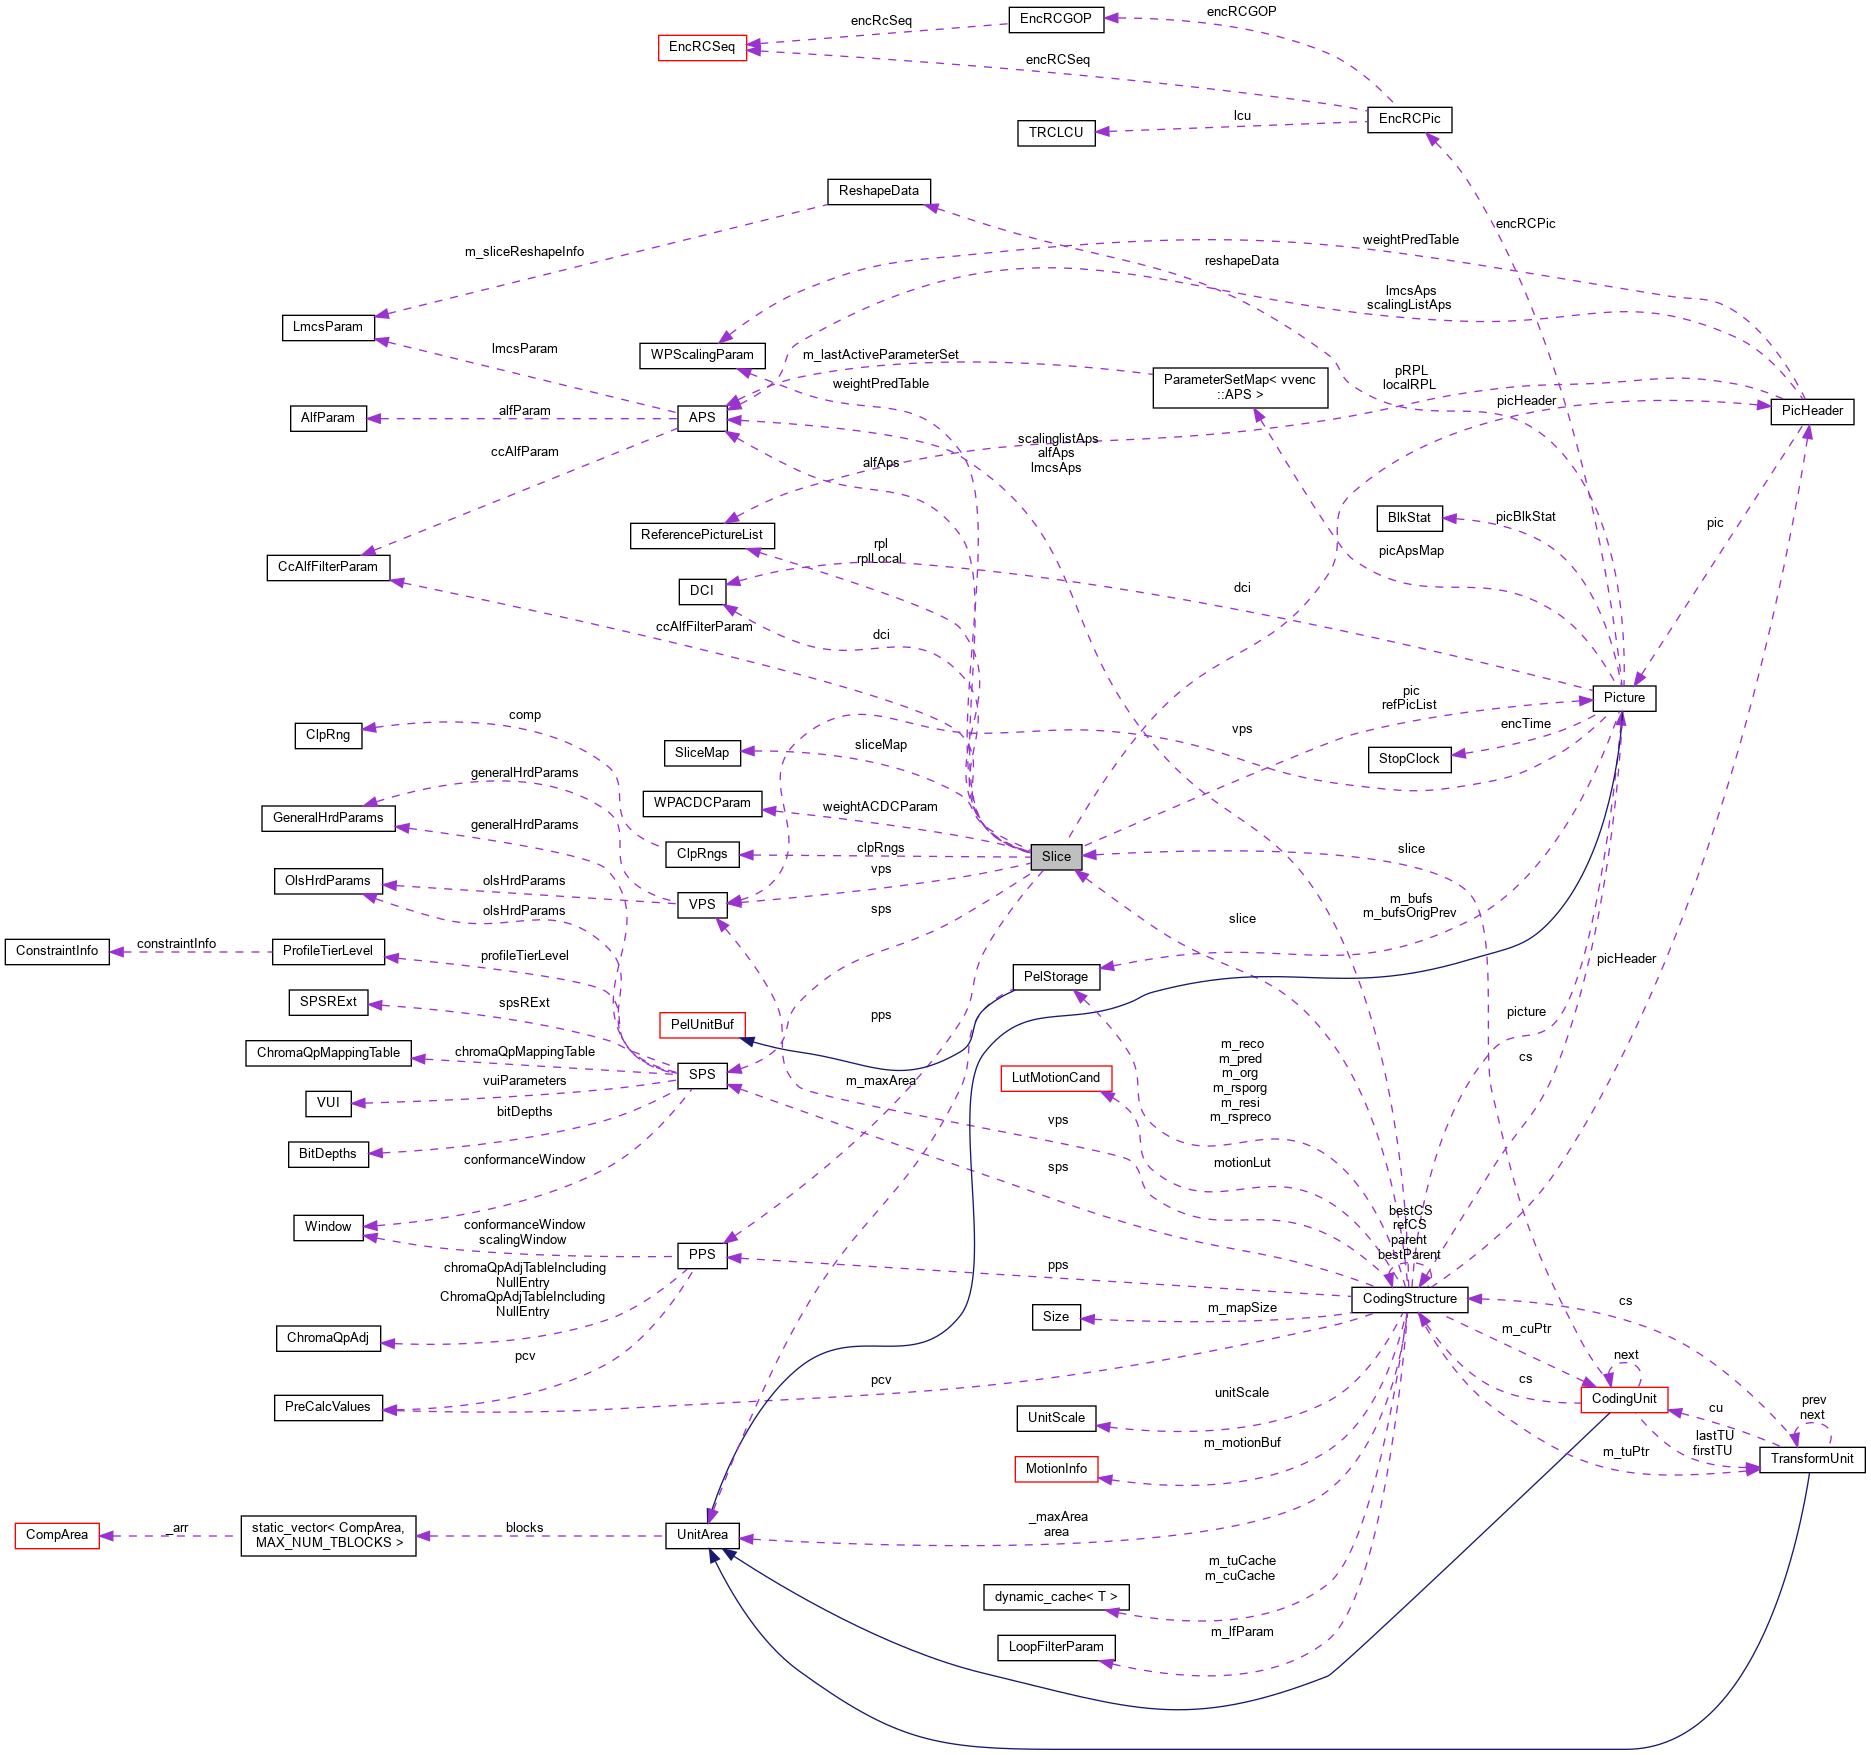 encRCGOP
encRcSeq
EncRCGOP
EncRCSeq
encRCSeq
EncRCPic
lcu
TRCLCU
ReshapeData
encRCPic
weightPredTable
m_sliceReshapeInfo
reshapeData
lmcsAps
scalingListAps
LmcsParam
lmcsParam
WPScalingParam
m_lastActiveParameterSet
pRPL
localRPL
ParameterSetMap< vvenc
::APS >
weightPredTable
picHeader
AlfParam
alfParam
APS
PicHeader
scalinglistAps
alfAps
lmcsAps
ccAlfParam
alfAps
BlkStat
picBlkStat
pic
ReferencePictureList
rpl
rplLocal
picApsMap
CcAlfFilterParam
DCI
dci
ccAlfFilterParam
dci
Picture
pic
refPicList
comp
ClpRng
encTime
vps
SliceMap
sliceMap
StopClock
generalHrdParams
WPACDCParam
weightACDCParam
GeneralHrdParams
generalHrdParams
ClpRngs
clpRngs
Slice
slice
vps
OlsHrdParams
olsHrdParams
VPS
m_bufs
m_bufsOrigPrev
olsHrdParams
sps
slice
ConstraintInfo
constraintInfo
ProfileTierLevel
profileTierLevel
picHeader
PelStorage
SPSRExt
spsRExt
pps
picture
PelUnitBuf
ChromaQpMappingTable
chromaQpMappingTable
m_reco
m_pred
m_org
m_rsporg
m_resi
m_rspreco
cs
SPS
vuiParameters
m_maxArea
LutMotionCand
VUI
bitDepths
vps
BitDepths
conformanceWindow
sps
motionLut
Window
conformanceWindow
scalingWindow
bestCS
refCS
parent
bestParent
PPS
pps
chromaQpAdjTableIncluding
NullEntry
ChromaQpAdjTableIncluding
NullEntry
CodingStructure
cs
Size
m_mapSize
m_cuPtr
ChromaQpAdj
pcv
next
pcv
cs
unitScale
PreCalcValues
CodingUnit
prev
next
UnitScale
cu
lastTU
firstTU
m_motionBuf
m_tuPtr
TransformUnit
MotionInfo
_maxArea
area
CompArea
_arr
static_vector< CompArea,
MAX_NUM_TBLOCKS >
blocks
UnitArea
m_tuCache
m_cuCache
dynamic_cache< T >
m_lfParam
LoopFilterParam